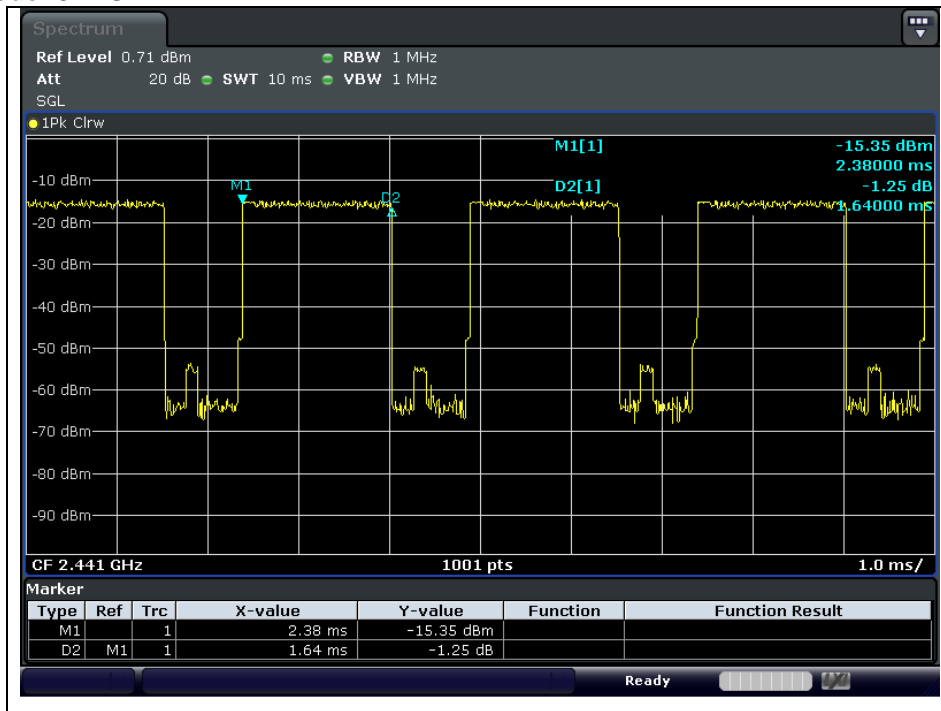 Spectrum
Ref Level 0.71 dBm RBW 1 MHz
Att 20 dB SWT 10 ms VBW 1 MHz
SGL
1Pk Clrw
M1[1] -15.35 dBm
2.38000 ms
D2[1] -1.25 dB
1.64000 ms
M1
D2
-10 dBm
-20 dBm
-30 dBm
-40 dBm
-50 dBm
-60 dBm
-70 dBm
-80 dBm
-90 dBm
CF 2.441 GHz 1001 pts 1.0 ms/
Marker
Type Ref Trc X-value Y-value Function Function Result
M1 1 2.38 ms -15.35 dBm
D2 M1 1 1.64 ms -1.25 dB
Ready